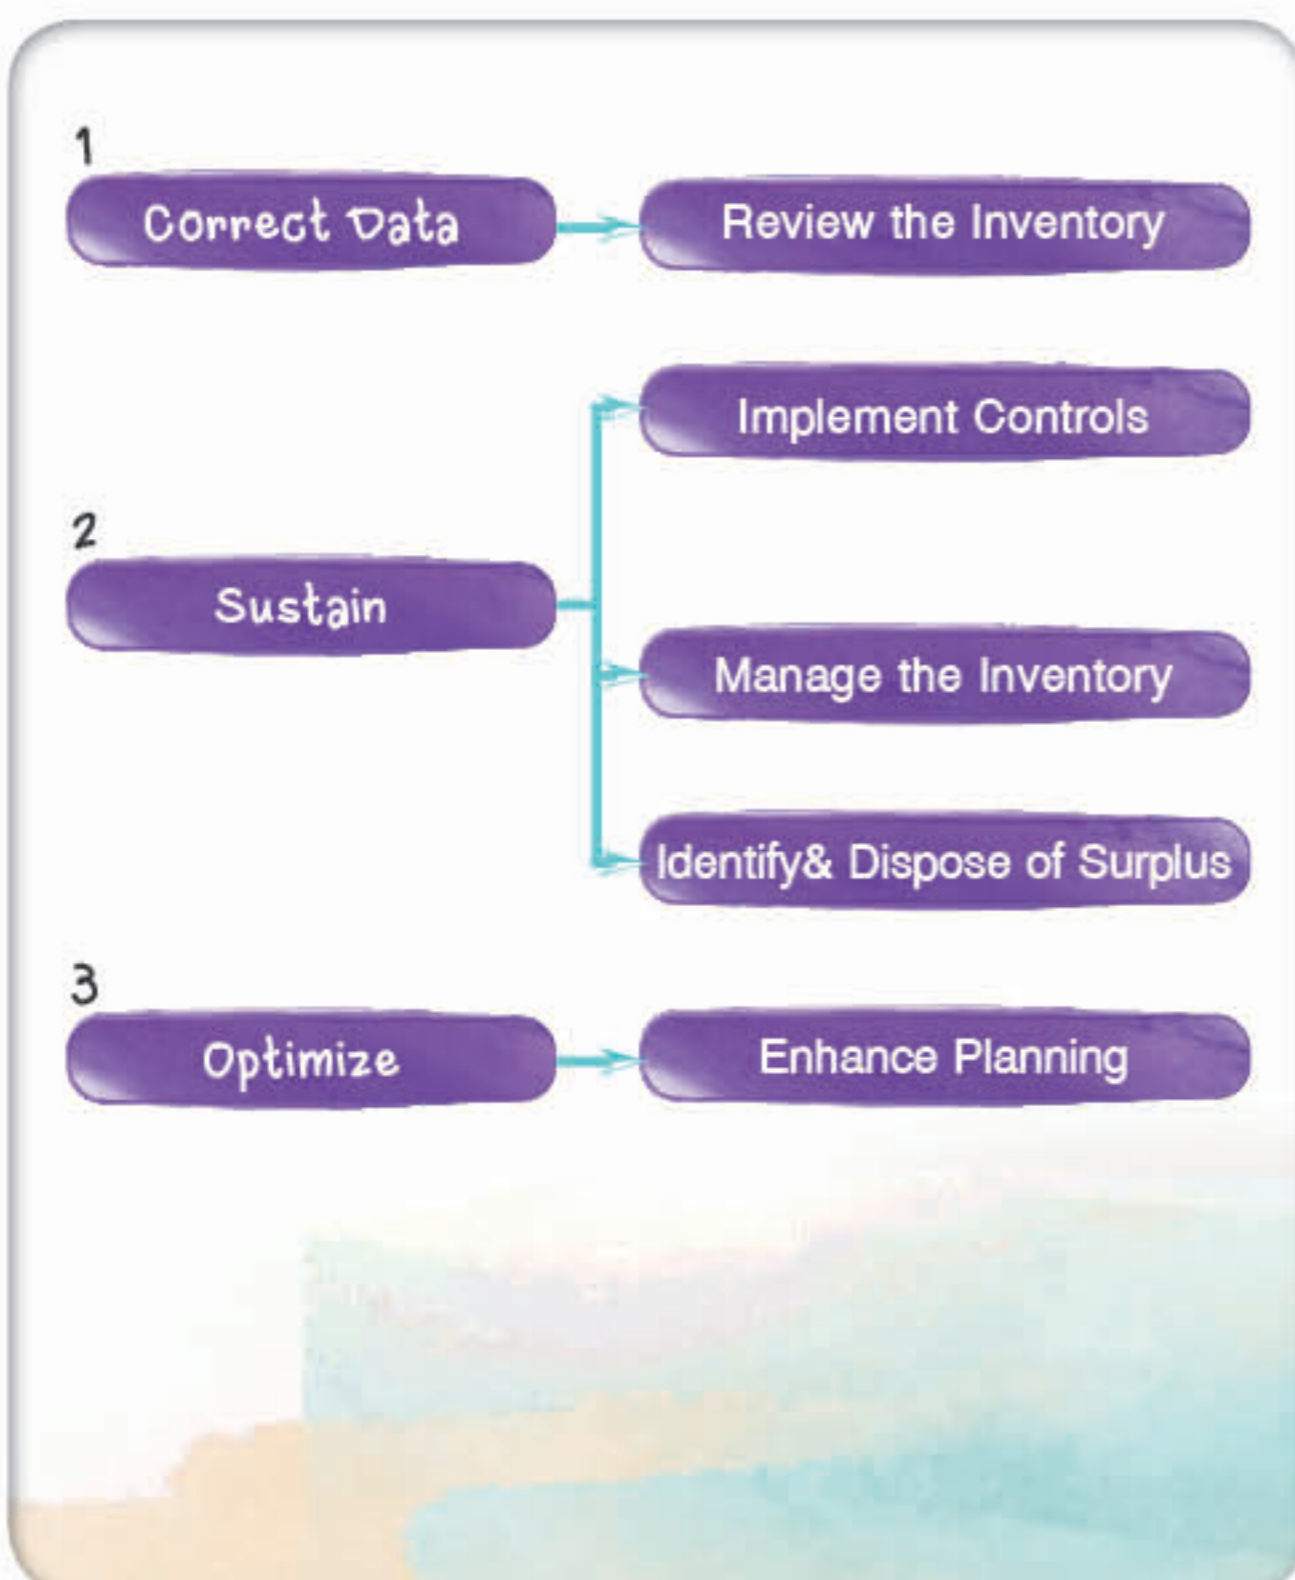 1
Correct Data
Review the Inventory
Implement Controls
2
Sustain
Manage the Inventory
Identify& Dispose of Surplus
3
Optimize
Enhance Planning